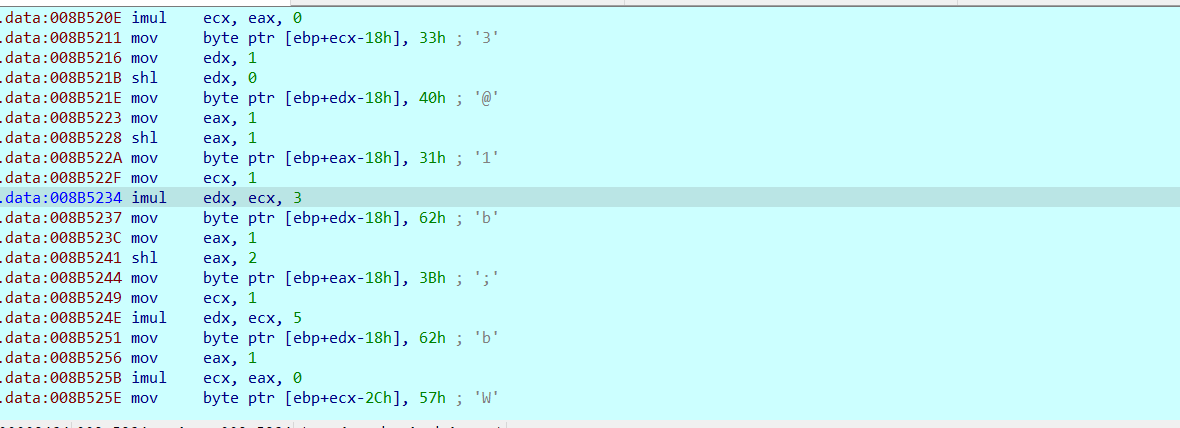 .data:008B520E imul    ecx, eax, 0
.data:008B5211 mov     byte ptr [ebp+ecx-18h], 33h ; '3'
.data:008B5216 mov     edx, 1
.data:008B521B shl     edx, 0
.data:008B521E mov     byte ptr [ebp+edx-18h], 40h ; '@'
.data:008B5223 mov     eax, 1
.data:008B5228 shl     eax, 1
.data:008B522A mov     byte ptr [ebp+eax-18h], 31h ; '1'
.data:008B522F mov     ecx, 1
.data:008B5234 imul    edx, ecx, 3
.data:008B5237 mov     byte ptr [ebp+edx-18h], 62h ; 'b'
.data:008B523C mov     eax, 1
.data:008B5241 shl     eax, 2
.data:008B5244 mov     byte ptr [ebp+eax-18h], 3Bh ; ';'
.data:008B5249 mov     ecx, 1
.data:008B524E imul    edx, ecx, 5
.data:008B5251 mov     byte ptr [ebp+edx-18h], 62h ; 'b'
.data:008B5256 mov     eax, 1
.data:008B525B imul    ecx, eax, 0
.data:008B525E mov     byte ptr [ebp+ecx-2Ch], 57h ; 'W'